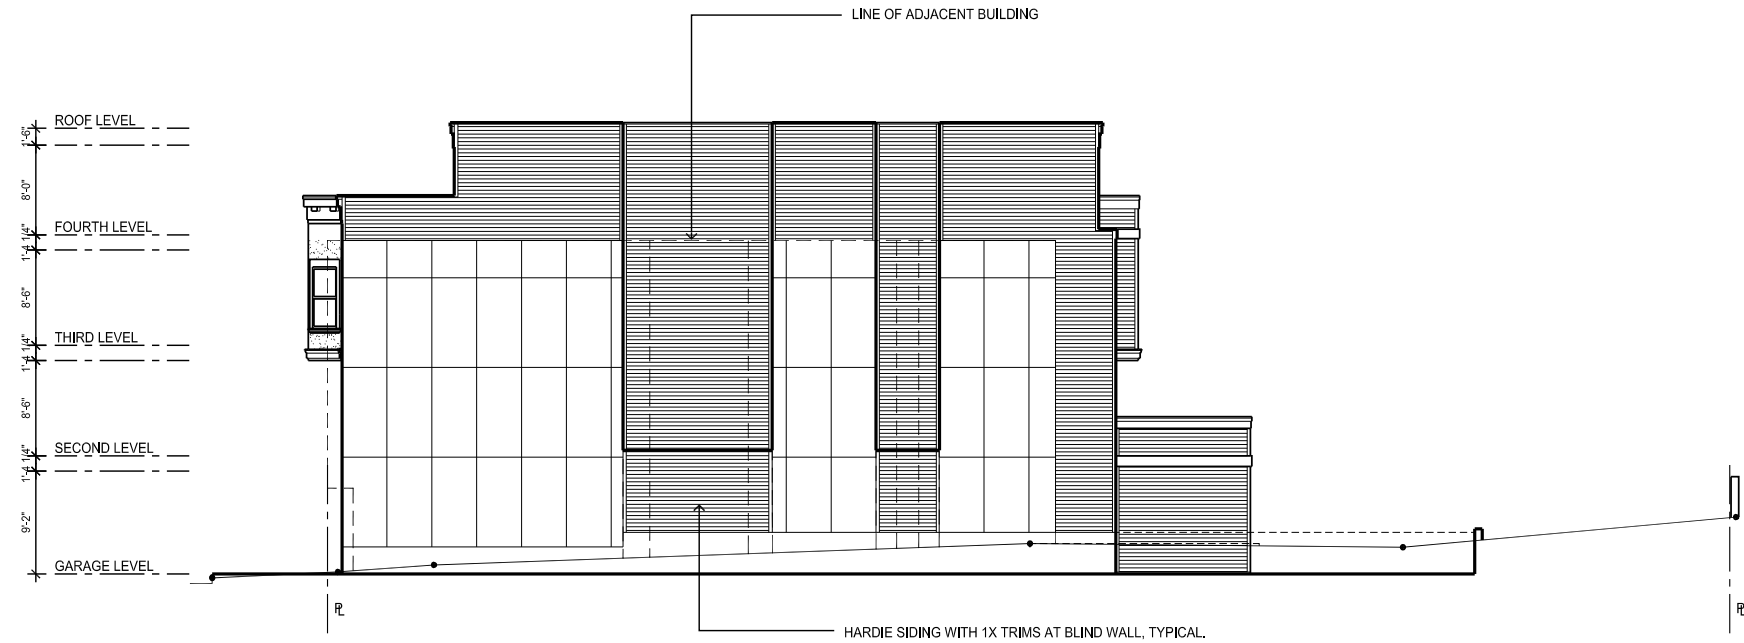 LINE OF ADJACENT BUILDING
ROOF LEVEL
1'-6"
8'-0"
FOURTH LEVEL
1'-4 1/4"
8'-6"
THIRD LEVEL
1'-4 1/4"
8'-6"
SECOND LEVEL
1'-4 1/4"
9'-2"
GARAGE LEVEL
PL PL
HARDIE SIDING WITH 1X TRIMS AT BLIND WALL, TYPICAL.